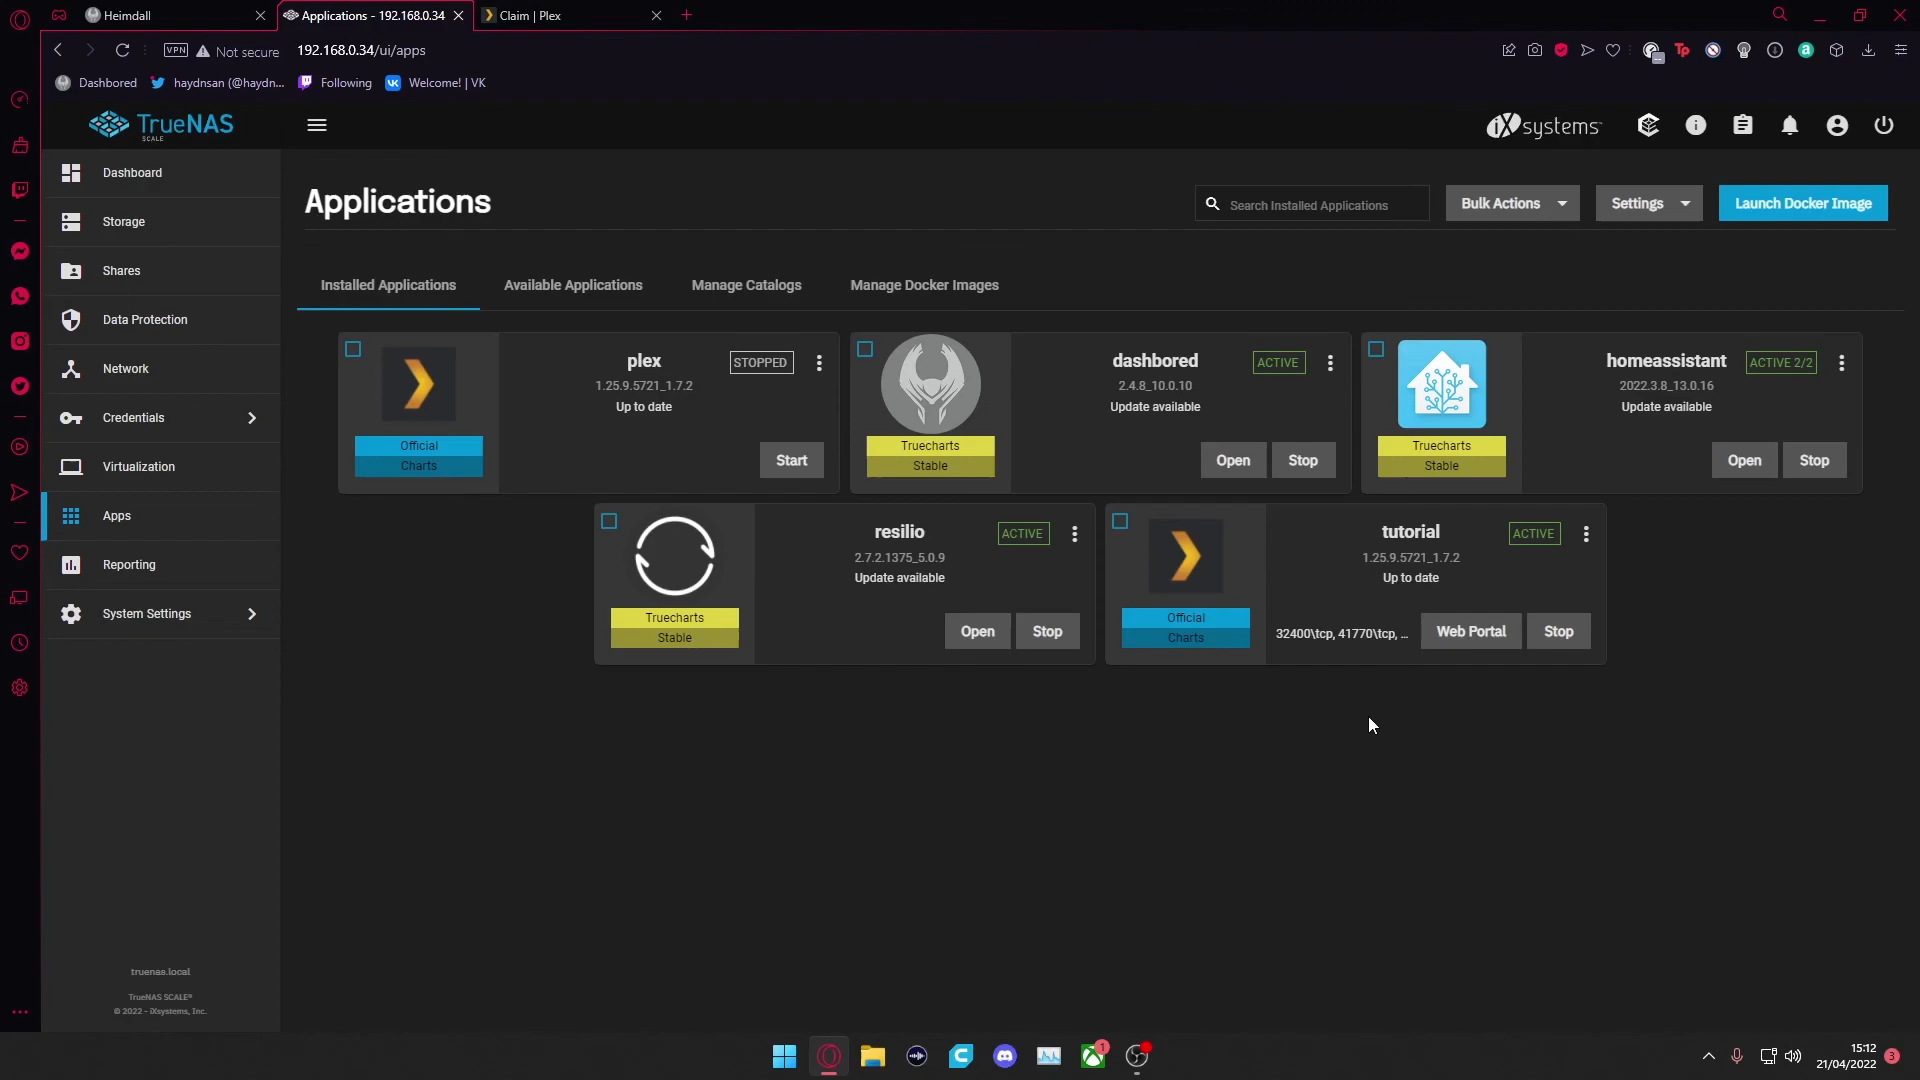 Heimdall
Applications - 192.168.0.34
Claim | Plex
VPN
Not secure
192.168.0.34/ui/apps
Tp
a
Dashbored
haydnsan (@haydn...
Following
Welcome! | VK
TrueNAS
SCALE
iXsystems
Dashboard
Storage
Shares
Data Protection
Network
Credentials
Virtualization
Apps
Reporting
System Settings
truenas.local
TrueNAS SCALE®
© 2022 - iXsystems, Inc.
Applications
Search Installed Applications
Bulk Actions
Settings
Launch Docker Image
Installed Applications
Available Applications
Manage Catalogs
Manage Docker Images
plex
STOPPED
1.25.9.5721_1.7.2
Up to date
Official
Charts
Start
dashbored
ACTIVE
2.4.8_10.0.10
Update available
Truecharts
Stable
Open
Stop
homeassistant
ACTIVE 2/2
2022.3.8_13.0.16
Update available
Truecharts
Stable
Open
Stop
resilio
ACTIVE
2.7.2.1375_5.0.9
Update available
Truecharts
Stable
Open
Stop
tutorial
ACTIVE
1.25.9.5721_1.7.2
Up to date
Official
Charts
32400\tcp, 41770\tcp, ...
Web Portal
Stop
1
15:12
21/04/2022
3